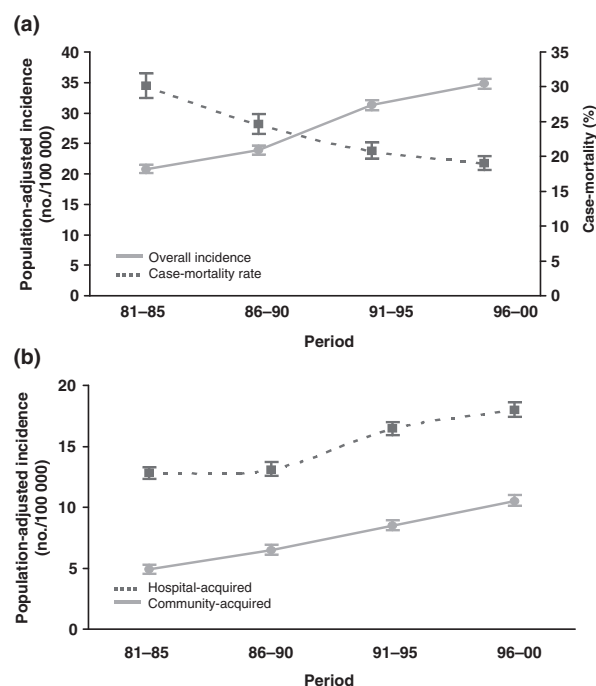 (a)
Population-adjusted incidence
(no./100 000)
40
35
30
25
20
15
10
5
0
35
30
25
20
15
10
5
0
Case-mortality (%)
Overall incidence
Case-mortality rate
81–85
86–90
91–95
96–00
Period
(b)
Population-adjusted incidence
(no./100 000)
20
15
10
5
0
Hospital-acquired
Community-acquired
81–85
86–90
91–95
96–00
Period